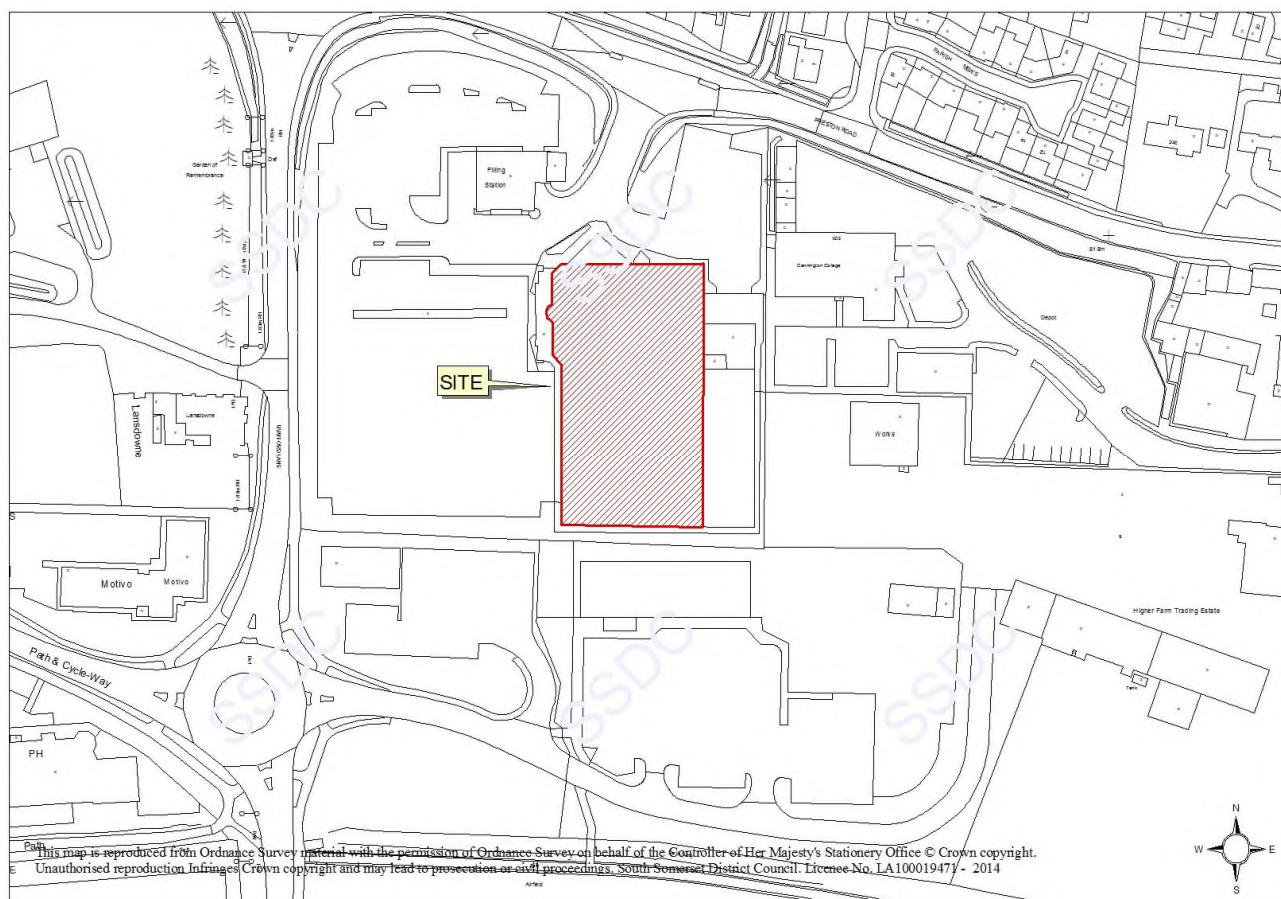 PARISH MEWS
PRESTON ROAD
Garden of
Remembrance
Def
Filling
Station
Cannington College
Depot
SSDC
SSDC
SSDC
SITE
Lansdowne
Lansdowne
Works
Motivo
Motivo
Higher Farm Trading Estate
Tank
Path & Cycle-Way
SSDC
SSDC
SSDC
PH
Path
Airfield
This map is reproduced from Ordnance Survey material with the permission of Ordnance Survey on behalf of the Controller of Her Majesty's Stationery Office © Crown copyright.
Unauthorised reproduction infringes Crown copyright and may lead to prosecution or civil proceedings. South Somerset District Council. Licence No. LA100019471 - 2014
N
W
E
S